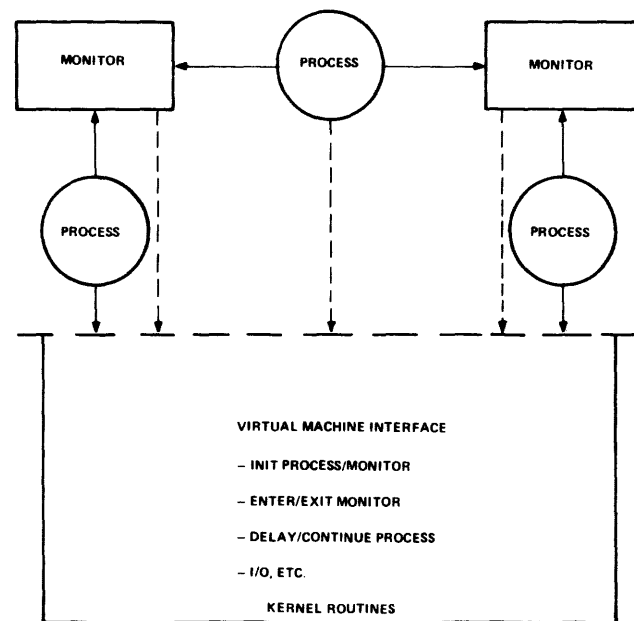 MONITOR
PROCESS
MONITOR
PROCESS
PROCESS
VIRTUAL MACHINE INTERFACE
– INIT PROCESS/MONITOR
– ENTER/EXIT MONITOR
– DELAY/CONTINUE PROCESS
– I/O, ETC.
KERNEL ROUTINES